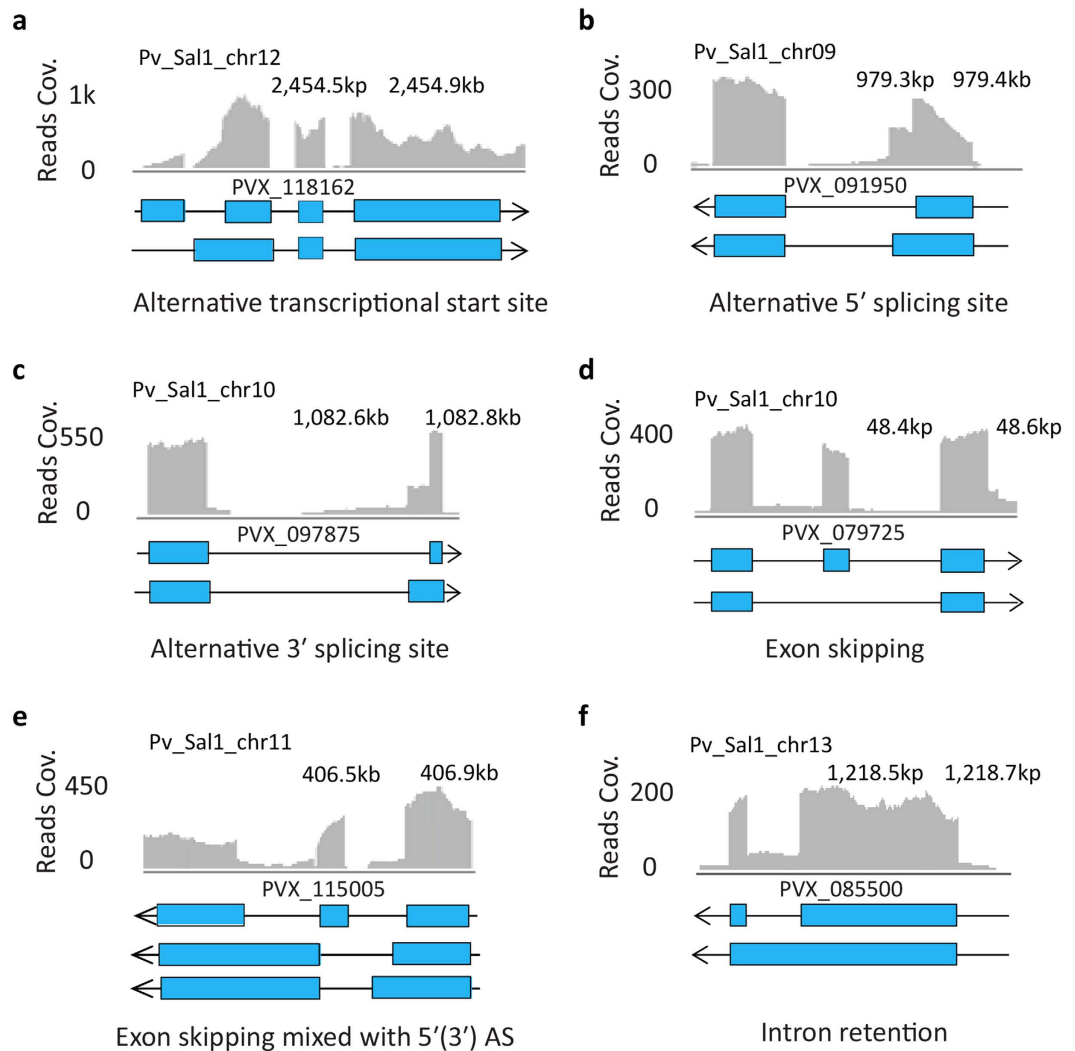 a
Pv_Sal1_chr12
2,454.5kp 2,454.9kb
Reads Cov.
1k
0
PVX_118162
Alternative transcriptional start site
b
Pv_Sal1_chr09
979.3kp 979.4kb
Reads Cov.
300
0
PVX_091950
Alternative 5′ splicing site
c
Pv_Sal1_chr10
1,082.6kb 1,082.8kb
Reads Cov.
550
0
PVX_097875
Alternative 3′ splicing site
d
Pv_Sal1_chr10
48.4kp 48.6kp
Reads Cov.
400
0
PVX_079725
Exon skipping
e
Pv_Sal1_chr11
406.5kb 406.9kb
Reads Cov.
450
0
PVX_115005
Exon skipping mixed with 5′(3′) AS
f
Pv_Sal1_chr13
1,218.5kp 1,218.7kp
Reads Cov.
200
0
PVX_085500
Intron retention